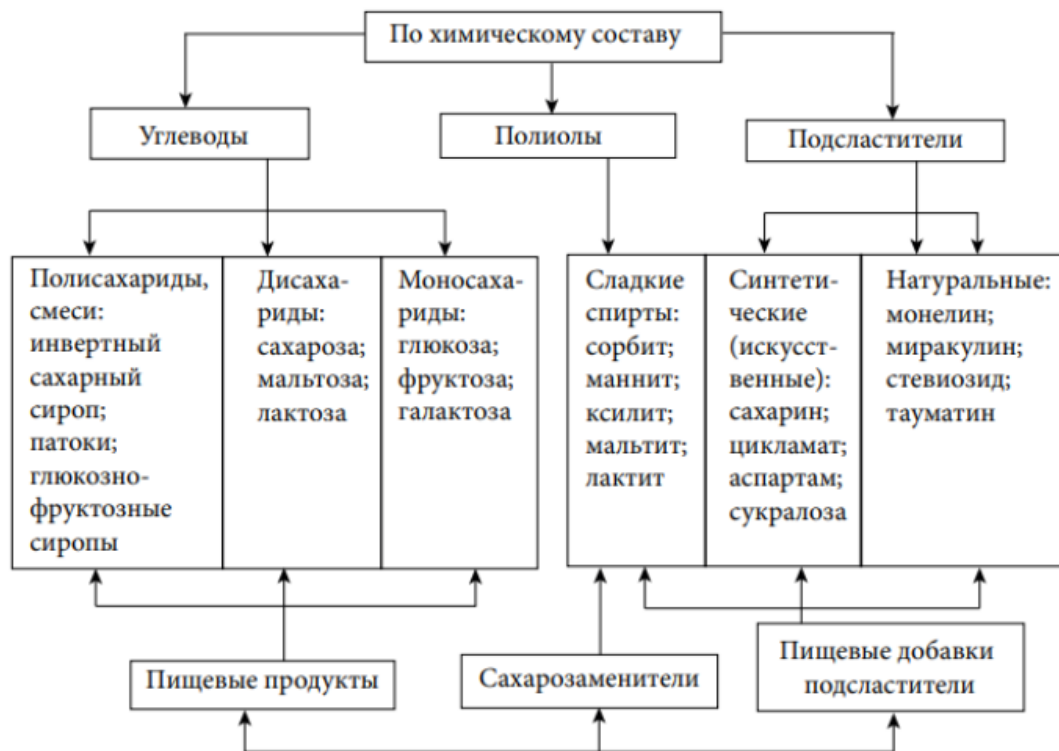 По химическому составу
Углеводы
Полиолы
Подсластители
Полисахариды,
смеси:
инвертный
сахарный
сироп;
патоки;
глюкозно-
фруктозные
сиропы
Дисаха-
риды:
сахароза;
мальтоза;
лактоза
Моносаха-
риды:
глюкоза;
фруктоза;
галактоза
Сладкие
спирты:
сорбит;
маннит;
ксилит;
мальтит;
лактит
Синтети-
ческие
(искусст-
венные):
сахарин;
цикламат;
аспартам;
сукралоза
Натуральные:
монелин;
миракулин;
стевиозид;
тауматин
Пищевые продукты
Сахарозаменители
Пищевые добавки
подсластители